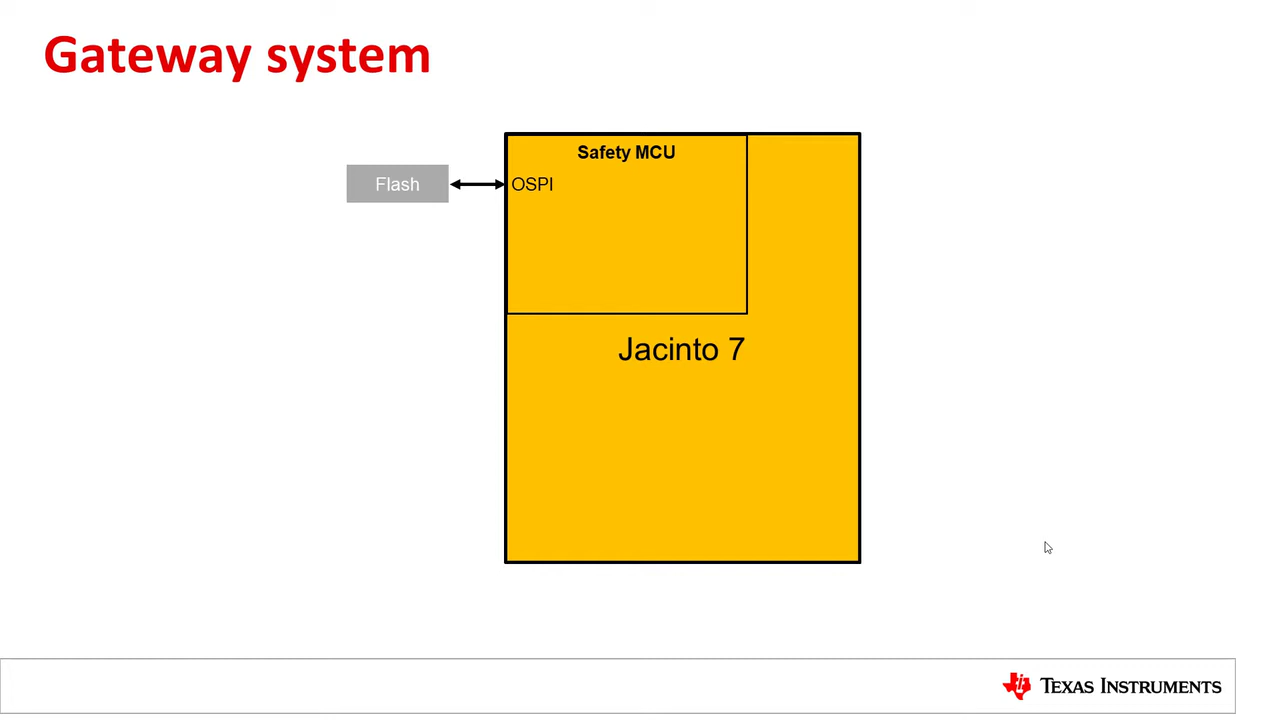 Gateway system
Safety MCU
Flash
OSPI
Jacinto 7
TEXAS INSTRUMENTS